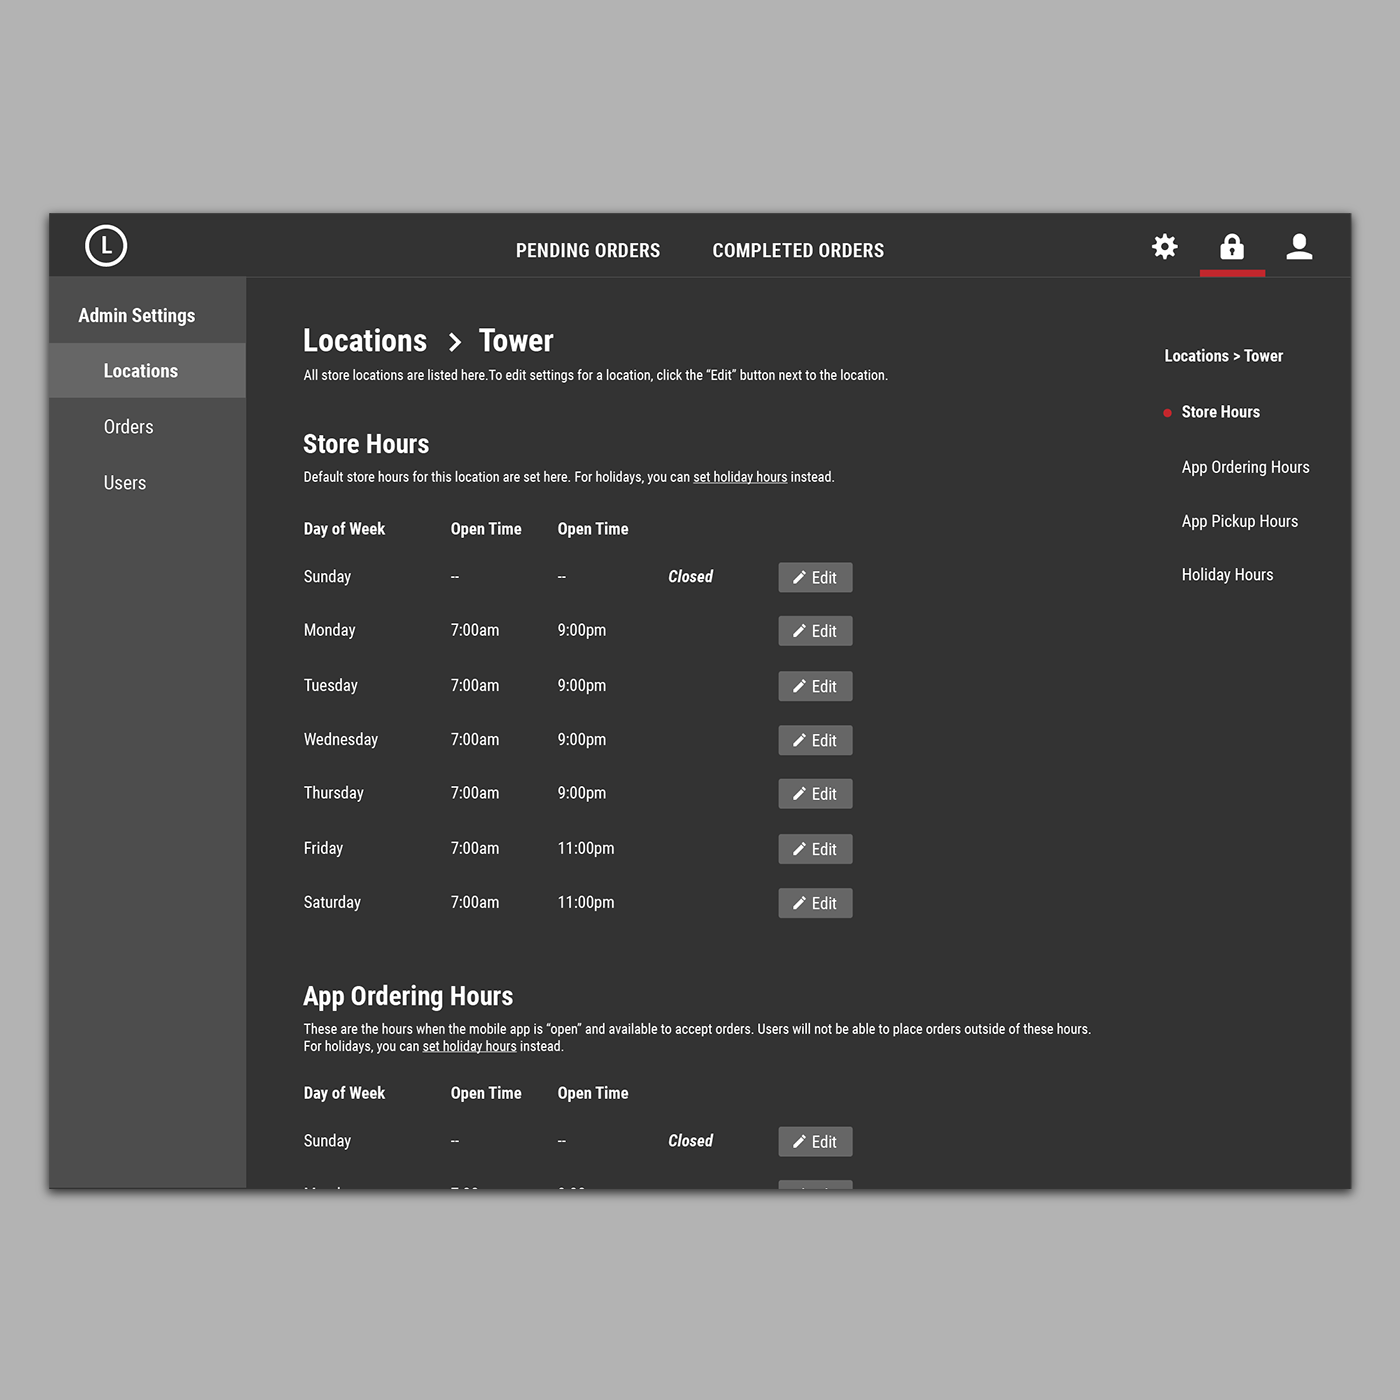 L
PENDING ORDERS COMPLETED ORDERS
Admin Settings
Locations
Orders
Users
Locations > Tower
All store locations are listed here.To edit settings for a location, click the “Edit” button next to the location.
Store Hours
Default store hours for this location are set here. For holidays, you can set holiday hours instead.
Day of Week Open Time Open Time
Sunday -- -- Closed Edit
Monday 7:00am 9:00pm Edit
Tuesday 7:00am 9:00pm Edit
Wednesday 7:00am 9:00pm Edit
Thursday 7:00am 9:00pm Edit
Friday 7:00am 11:00pm Edit
Saturday 7:00am 11:00pm Edit
App Ordering Hours
These are the hours when the mobile app is “open” and available to accept orders. Users will not be able to place orders outside of these hours.
For holidays, you can set holiday hours instead.
Day of Week Open Time Open Time
Sunday -- -- Closed Edit
Locations > Tower
Store Hours
App Ordering Hours
App Pickup Hours
Holiday Hours